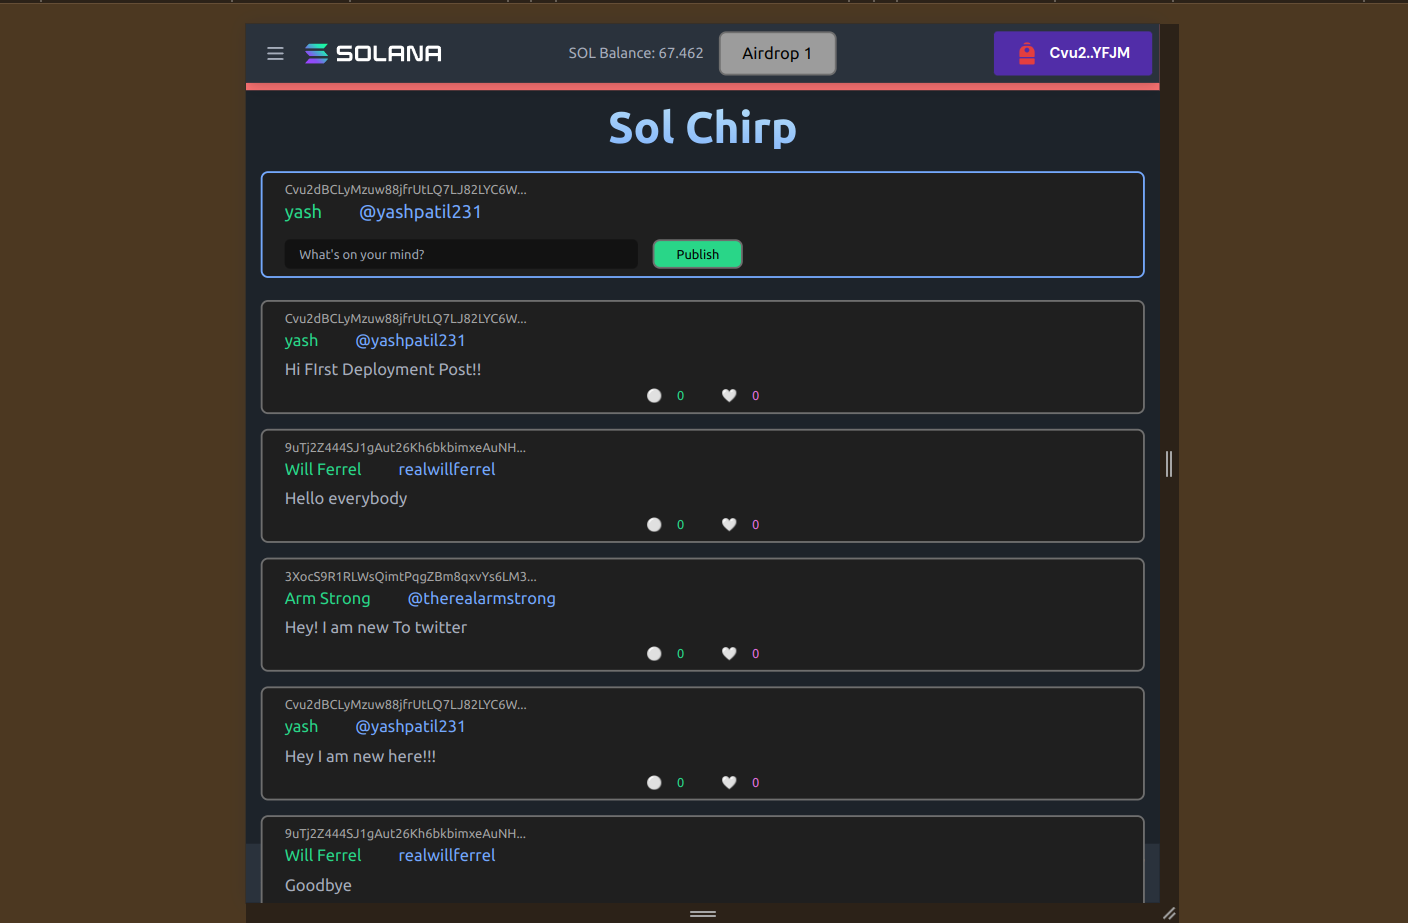 SOLANA
SOL Balance: 67.462
Airdrop 1
Cvu2..YFJM
Sol Chirp
Cvu2dBCLyMzuw88jfrUtLQ7LJ82LYC6W...
yash @yashpatil231
What's on your mind? Publish
Cvu2dBCLyMzuw88jfrUtLQ7LJ82LYC6W...
yash @yashpatil231
Hi FIrst Deployment Post!!
0 0
9uTj2Z444SJ1gAut26Kh6bkbimxeAuNH...
Will Ferrel realwillferrel
Hello everybody
0 0
3XocS9R1RLWsQimtPqgZBm8qxvYs6LM3...
Arm Strong @therealarmstrong
Hey! I am new To twitter
0 0
Cvu2dBCLyMzuw88jfrUtLQ7LJ82LYC6W...
yash @yashpatil231
Hey I am new here!!!
0 0
9uTj2Z444SJ1gAut26Kh6bkbimxeAuNH...
Will Ferrel realwillferrel
Goodbye